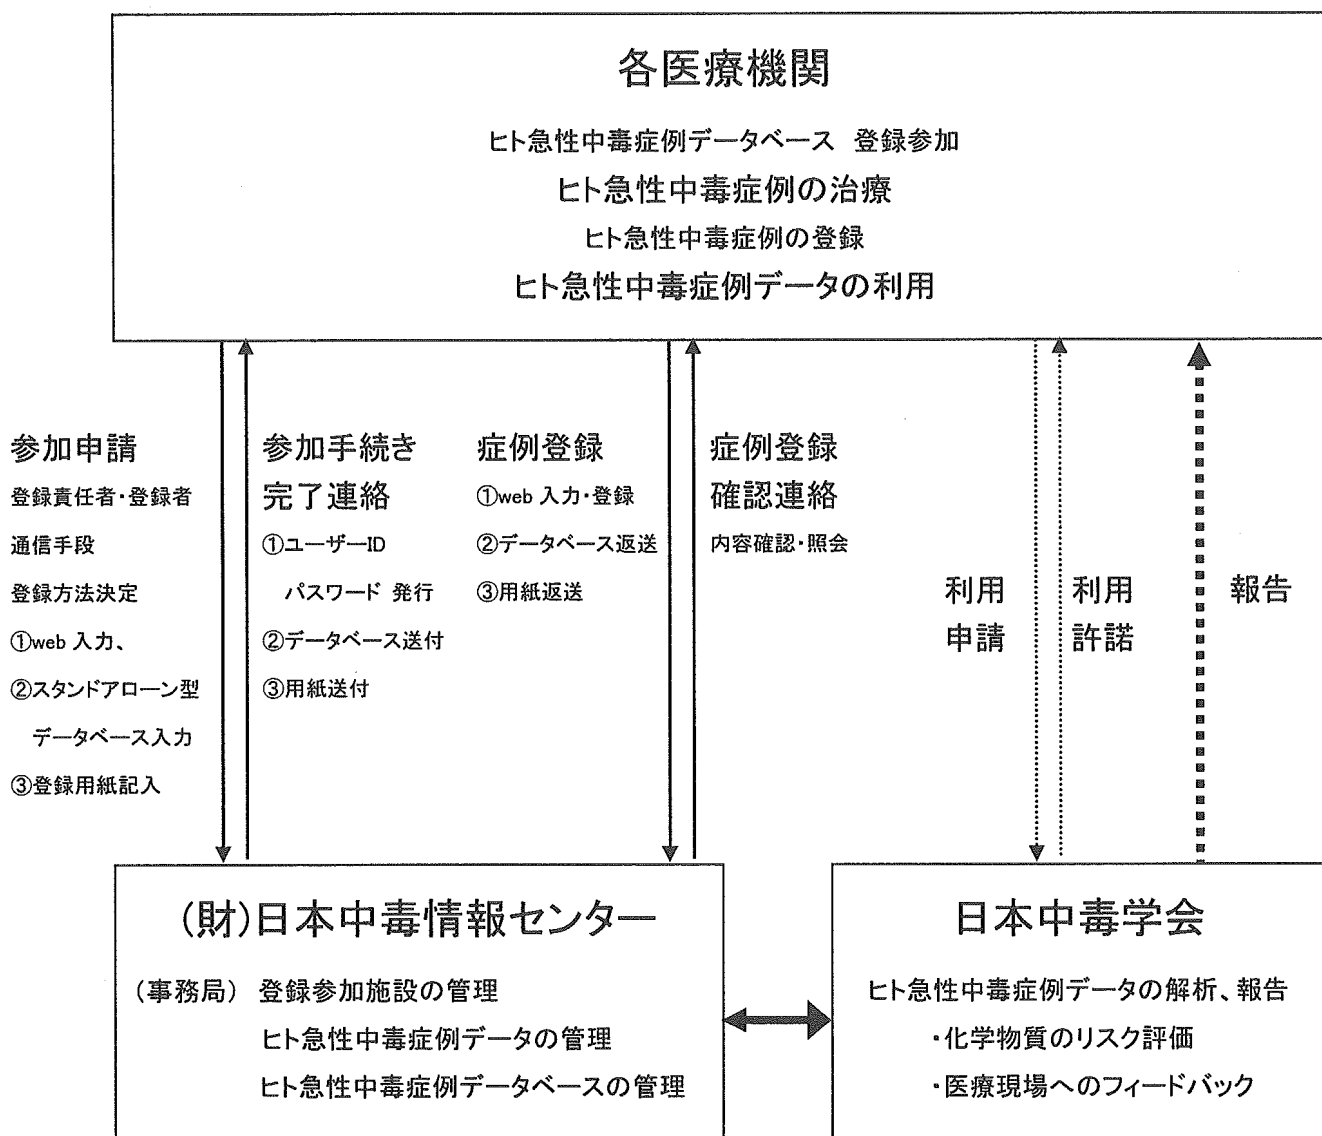 各医療機関
ヒト急性中毒症例データベース 登録参加
ヒト急性中毒症例の治療
ヒト急性中毒症例の登録
ヒト急性中毒症例データの利用
参加申請
登録責任者・登録者
通信手段
登録方法決定
①web 入力、
②スタンドアローン型
データベース入力
③登録用紙記入
参加手続き
完了連絡
①ユーザーID
パスワード 発行
②データベース送付
③用紙送付
症例登録
①web 入力・登録
②データベース返送
③用紙返送
症例登録
確認連絡
内容確認・照会
利用
申請
利用
許諾
報告
(財)日本中毒情報センター
(事務局) 登録参加施設の管理
ヒト急性中毒症例データの管理
ヒト急性中毒症例データベースの管理
日本中毒学会
ヒト急性中毒症例データの解析、報告
・化学物質のリスク評価
・医療現場へのフィードバック